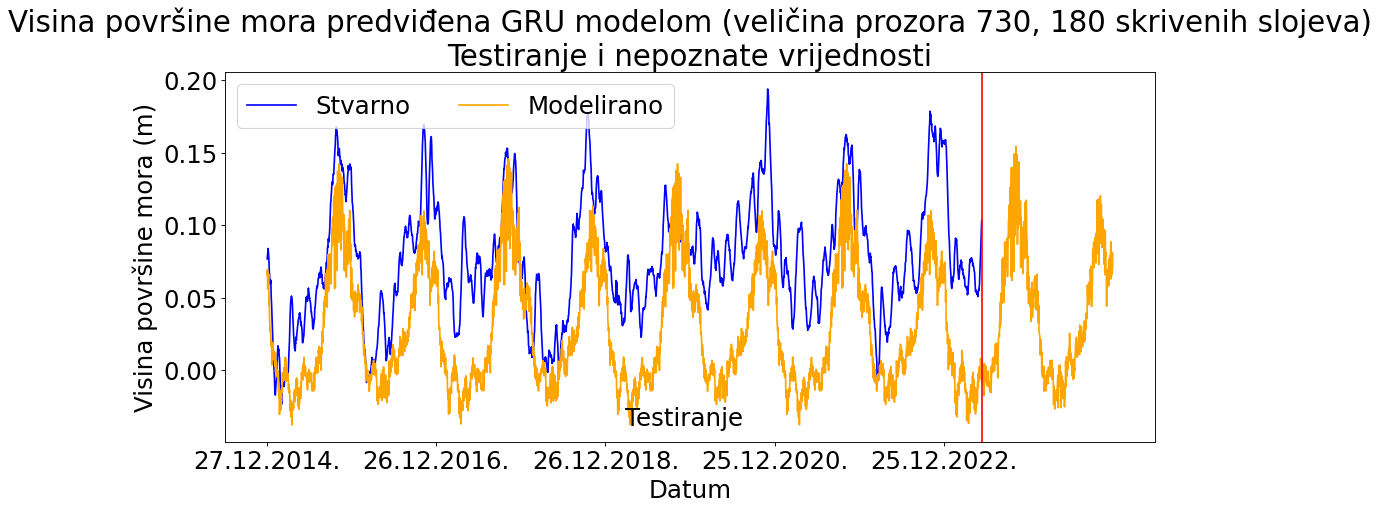 Visina površine mora predviđena GRU modelom (veličina prozora 730, 180 skrivenih slojeva)
Testiranje i nepoznate vrijednosti
Stvarno
Modelirano
Visina površine mora (m)
0.20
0.15
0.10
0.05
0.00
Testiranje
27.12.2014.
26.12.2016.
26.12.2018.
25.12.2020.
25.12.2022.
Datum